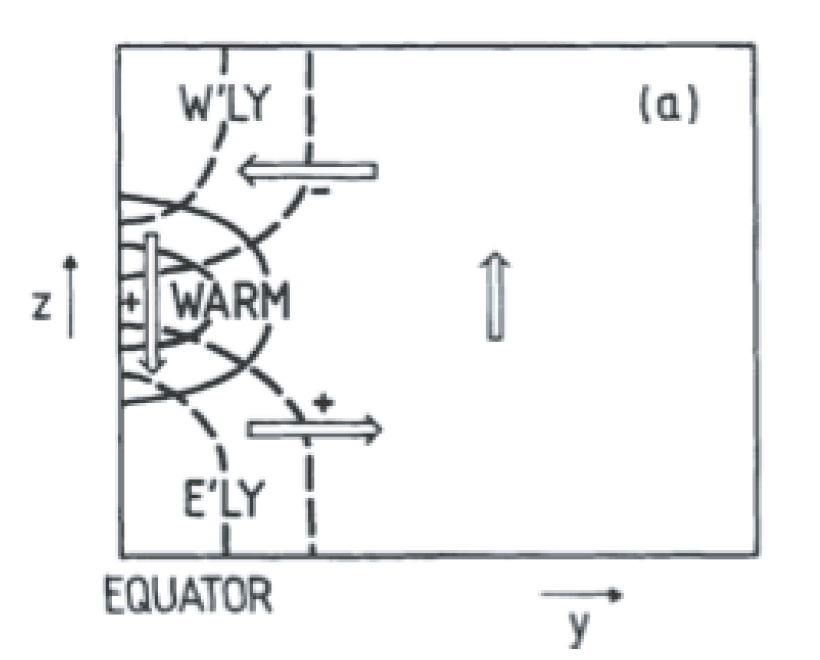 W'LY
(a)
-
z
+
WARM
+
E'LY
EQUATOR
y